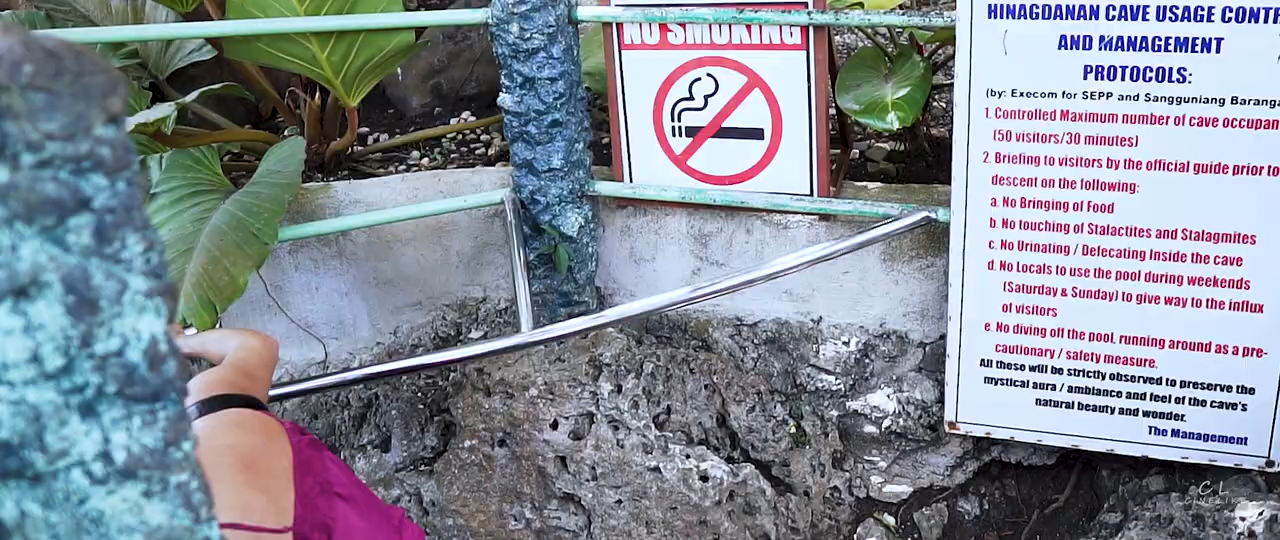 NO SMOKING
HINAGDANAN CAVE USAGE CONTR
AND MANAGEMENT
PROTOCOLS:
(by: Execom for SEPP and Sangguniang Baranga
1. Controlled Maximum number of cave occupan
(50 visitors/30 minutes)
2. Briefing to visitors by the official guide prior to
descent on the following:
a. No Bringing of Food
b. No touching of Stalactites and Stalagmites
c. No Urinating / Defecating Inside the cave
d. No Locals to use the pool during weekends
(Saturday & Sunday) to give way to the influx
of visitors
e. No diving off the pool, running around as a pre-
cautionary / safety measure.
All these will be strictly observed to preserve the
mystical aura / ambiance and feel of the cave's
natural beauty and wonder.
The Management
CL